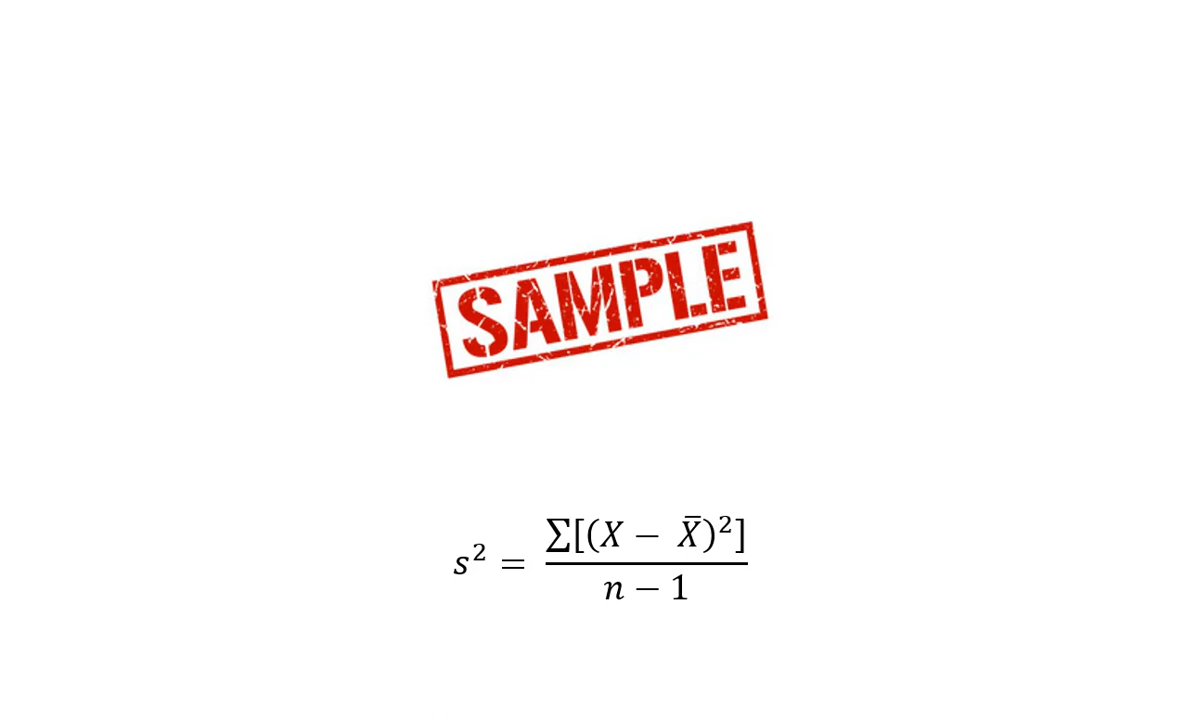 SAMPLE
s² = ∑[(X − X̄)²] / n − 1